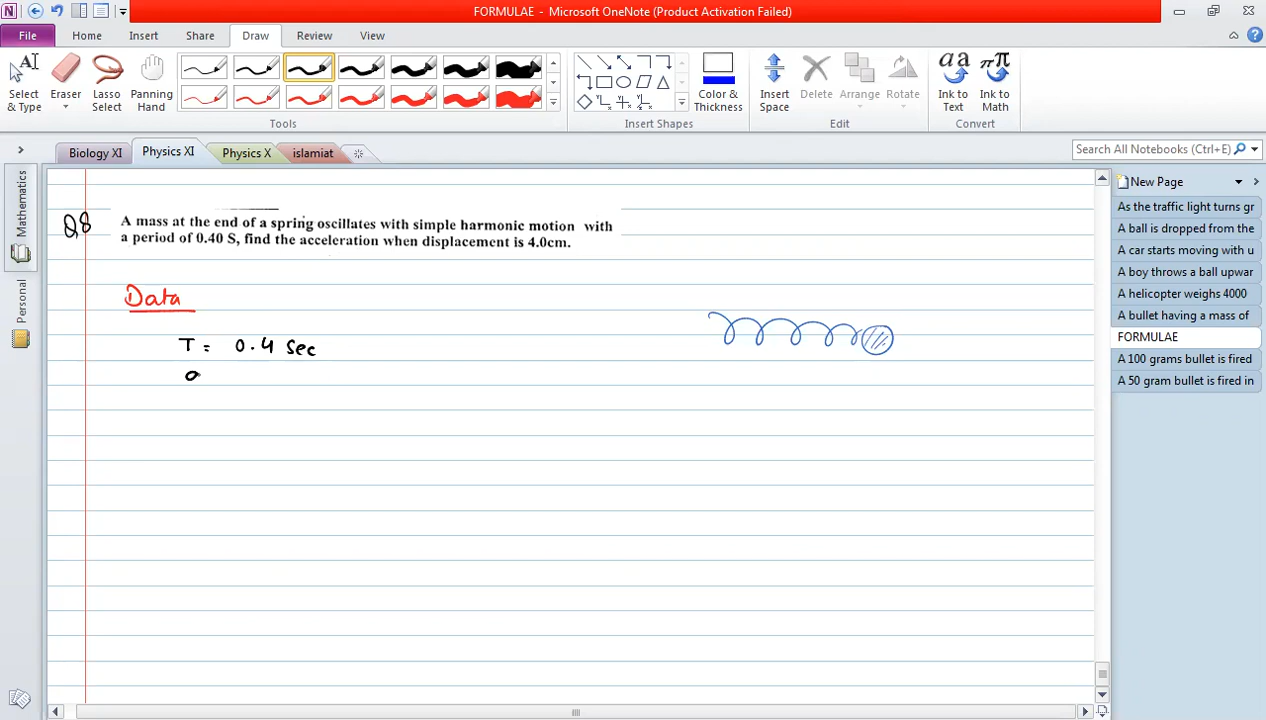 FORMULAE - Microsoft OneNote (Product Activation Failed)
File Home Insert Share Draw Review View
Select & Type
Eraser
Lasso Select
Panning Hand
Color & Thickness
Insert Space
Delete
Arrange
Rotate
Ink to Text
Ink to Math
Tools
Insert Shapes
Edit
Convert
Biology XI
Physics XI
Physics X
islamiat
Search All Notebooks (Ctrl+E)
Mathematics
Personal
Q8
A mass at the end of a spring oscillates with simple harmonic motion with
a period of 0.40 S, find the acceleration when displacement is 4.0cm.
Data
T = 0.4 Sec
New Page
As the traffic light turns gr
A ball is dropped from the
A car starts moving with u
A boy throws a ball upwar
A helicopter weighs 4000
A bullet having a mass of
FORMULAE
A 100 grams bullet is fired
A 50 gram bullet is fired in